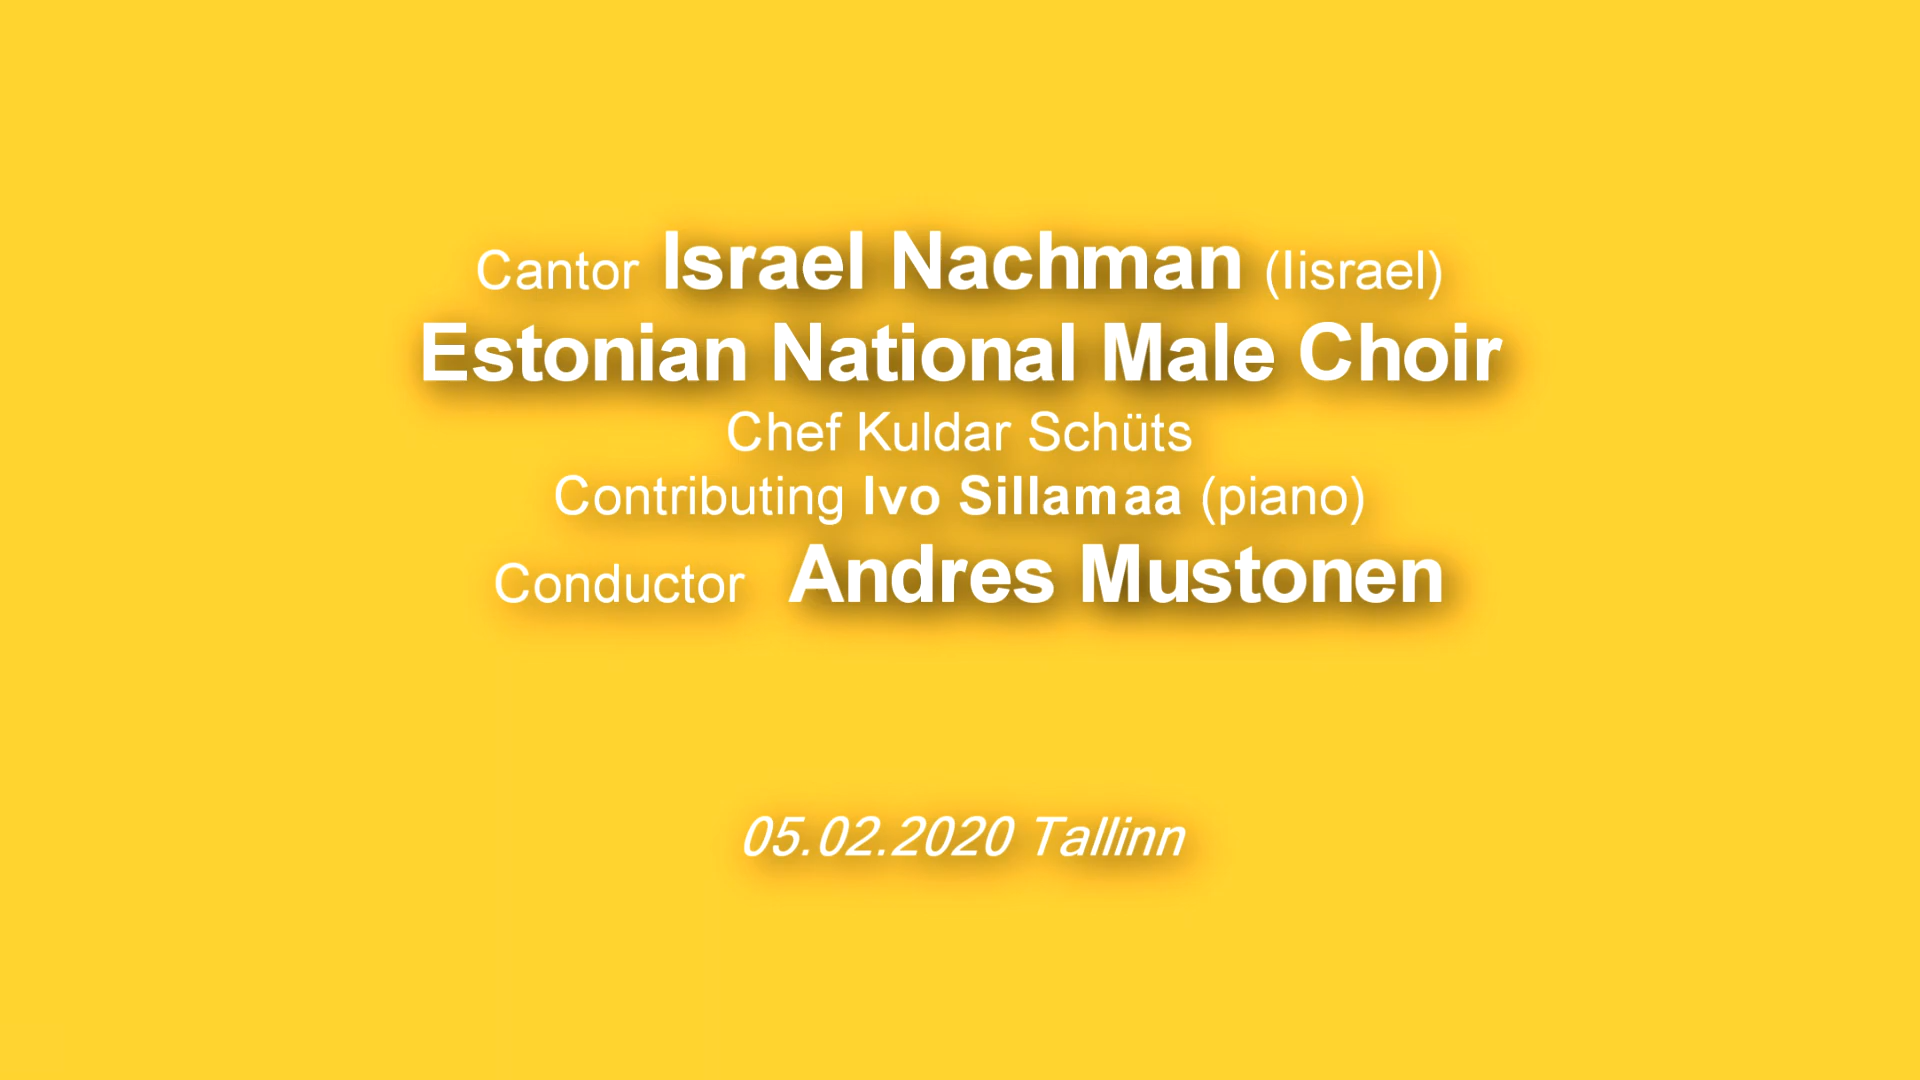 Cantor Israel Nachman (Iisrael)
Estonian National Male Choir
Chef Kuldar Schüts
Contributing Ivo Sillamaa (piano)
Conductor Andres Mustonen
05.02.2020 Tallinn